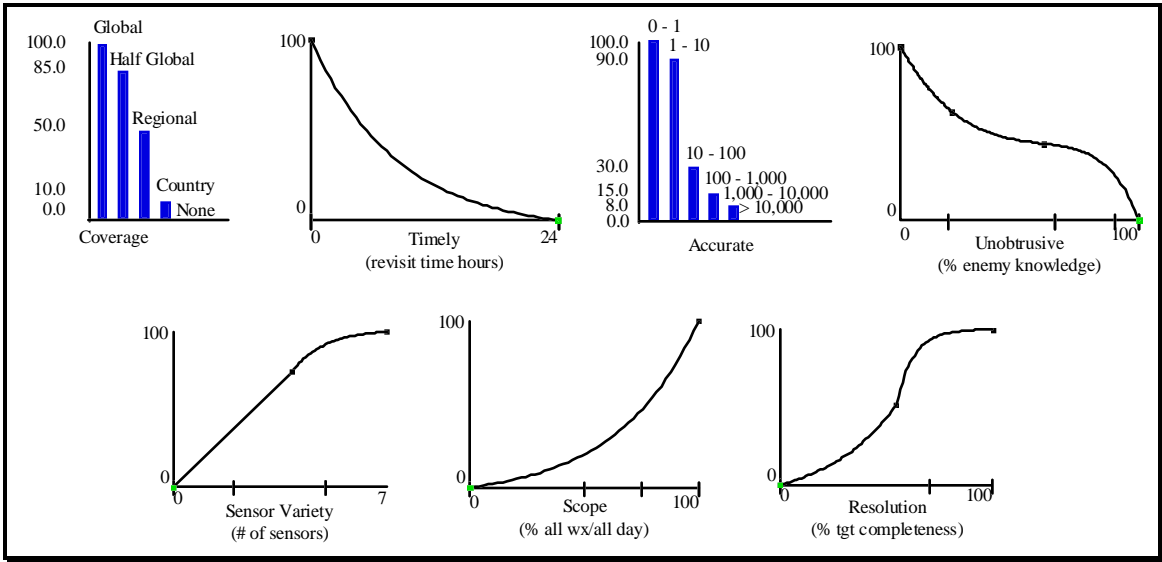 Global
100.0
Half Global
85.0
Regional
50.0
Country
10.0
None
0.0
Coverage
100
0
0
24
Timely
(revisit time hours)
0 - 1
100.0
1 - 10
90.0
10 - 100
30.0
100 - 1,000
15.0
1,000 - 10,000
8.0
> 10,000
0.0
Accurate
100
0
0
100
Unobtrusive
(% enemy knowledge)
100
0
0
7
Sensor Variety
(# of sensors)
100
0
0
100
Scope
(% all wx/all day)
100
0
0
100
Resolution
(% tgt completeness)